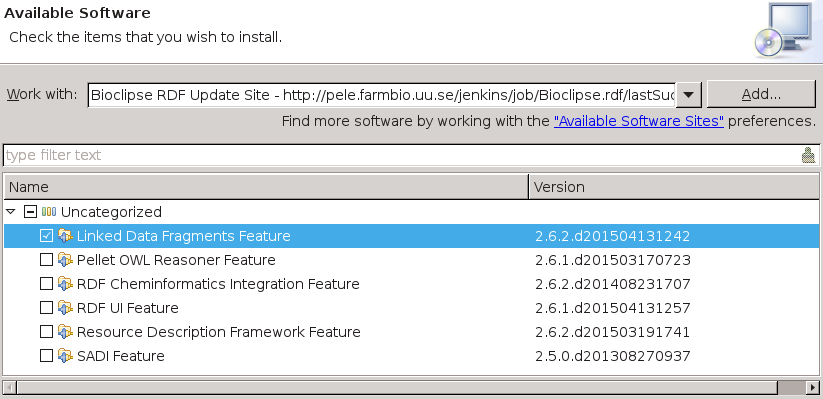 Available Software
Check the items that you wish to install.
Work with: Bioclipse RDF Update Site - http://pele.farmbio.uu.se/jenkins/job/Bioclipse.rdf/lastSuc Add...
Find more software by working with the "Available Software Sites" preferences.
type filter text
Name Version
Uncategorized
Linked Data Fragments Feature 2.6.2.d201504131242
Pellet OWL Reasoner Feature 2.6.1.d201503170723
RDF Cheminformatics Integration Feature 2.6.2.d201408231707
RDF UI Feature 2.6.1.d201504131257
Resource Description Framework Feature 2.6.2.d201503191741
SADI Feature 2.5.0.d201308270937